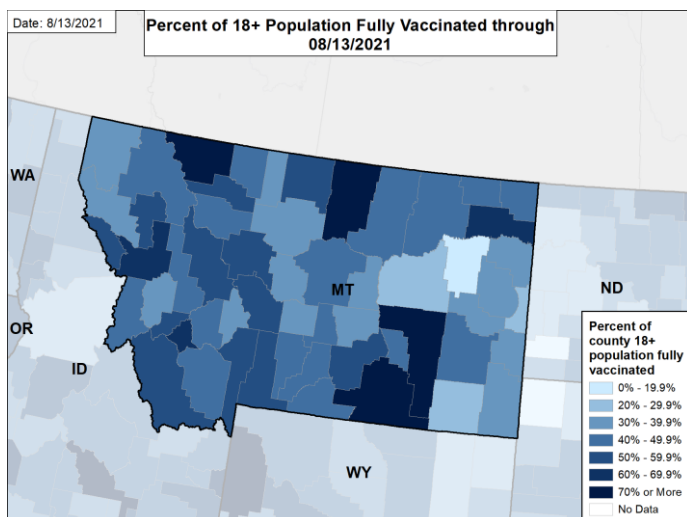 Date: 8/13/2021
Percent of 18+ Population Fully Vaccinated through
08/13/2021
WA
MT
ND
OR
ID
WY
Percent of
county 18+
population fully
vaccinated
0% - 19.9%
20% - 29.9%
30% - 39.9%
40% - 49.9%
50% - 59.9%
60% - 69.9%
70% or More
No Data